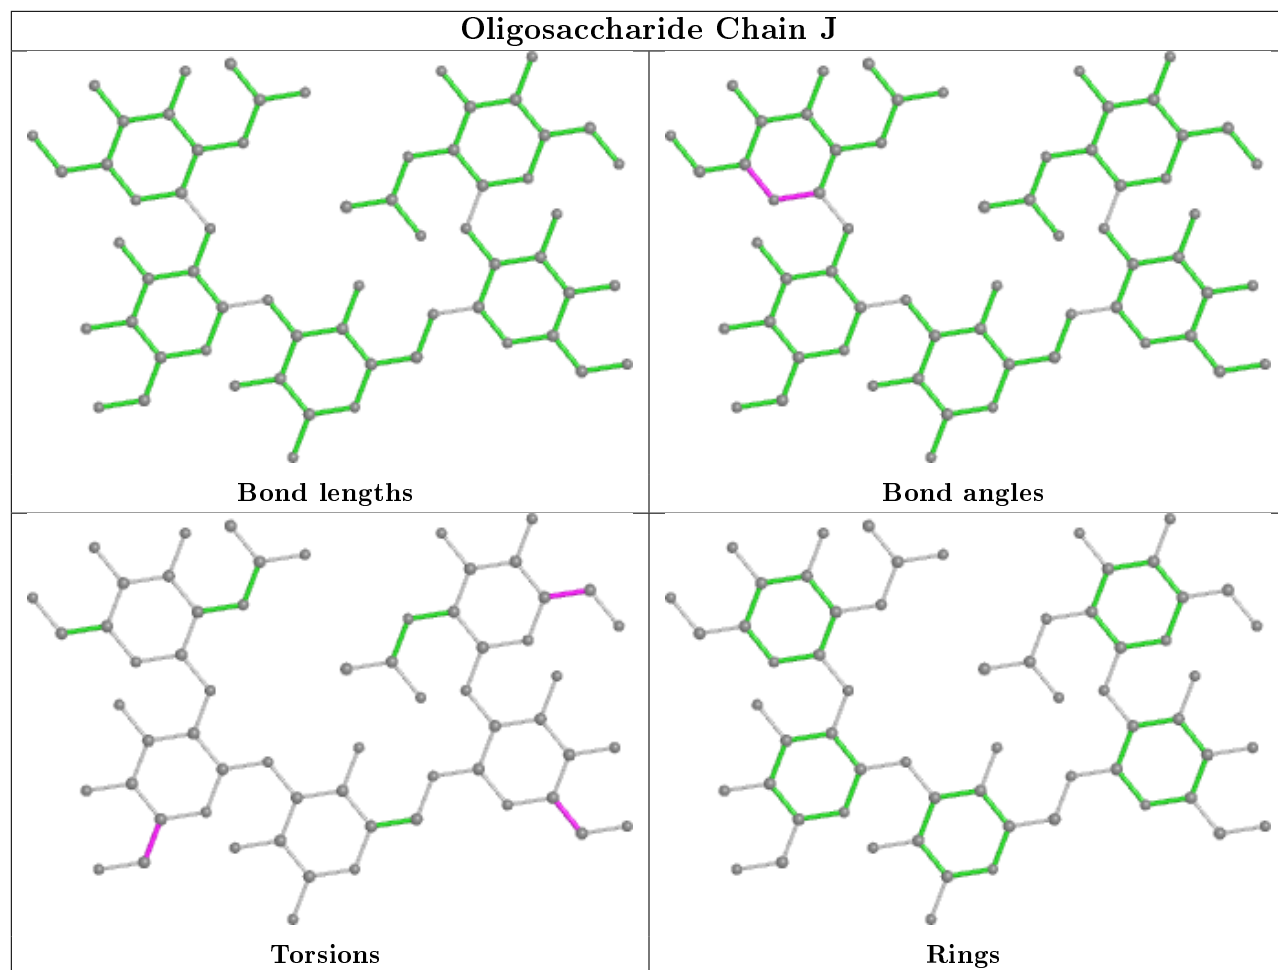 Oligosaccharide Chain J
Bond lengths
Bond angles
Torsions
Rings